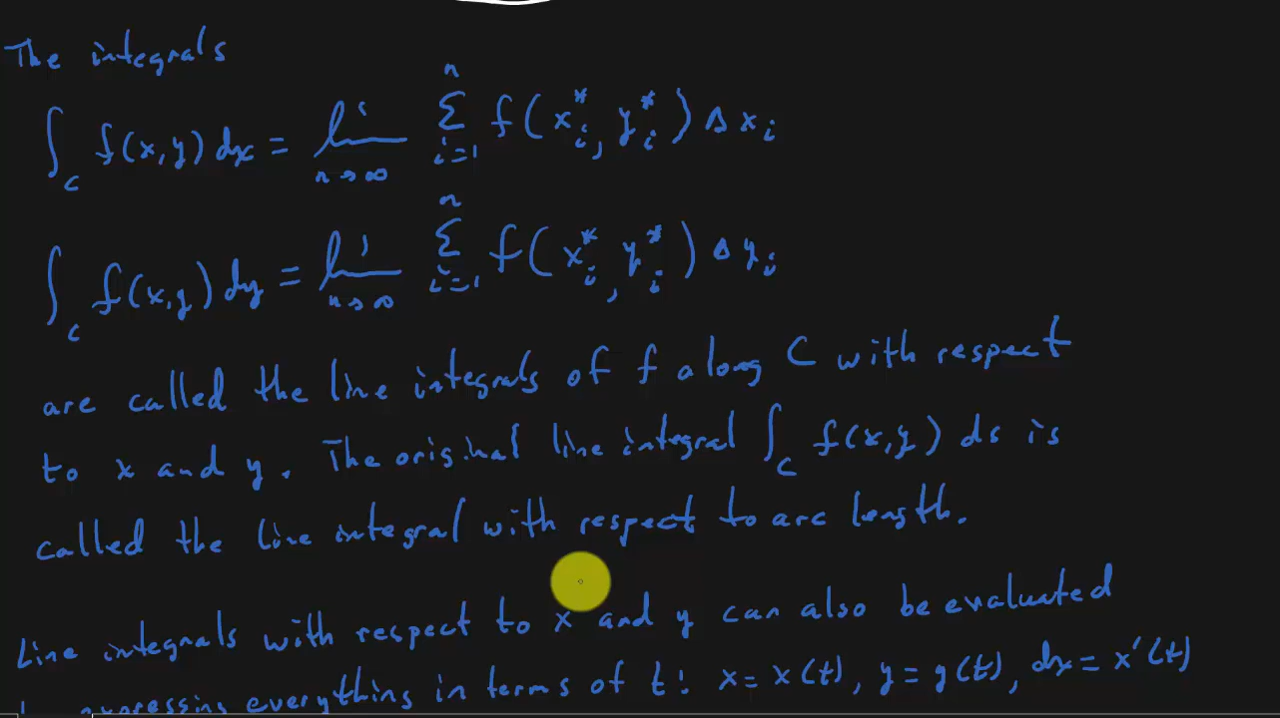 The integrals
∫_C f(x,y) dx = lim_{n→∞} Σ_{i=1}^{n} f(x_i^*, y_i^*) Δx_i
∫_C f(x,y) dy = lim_{n→∞} Σ_{i=1}^{n} f(x_i^*, y_i^*) Δy_i
are called the line integrals of f along C with respect
to x and y. The original line integral ∫_C f(x,y) ds is
called the line integral with respect to arc length.
Line integrals with respect to x and y can also be evaluated
expressing everything in terms of t: x = x(t), y = y(t), dx = x'(t)